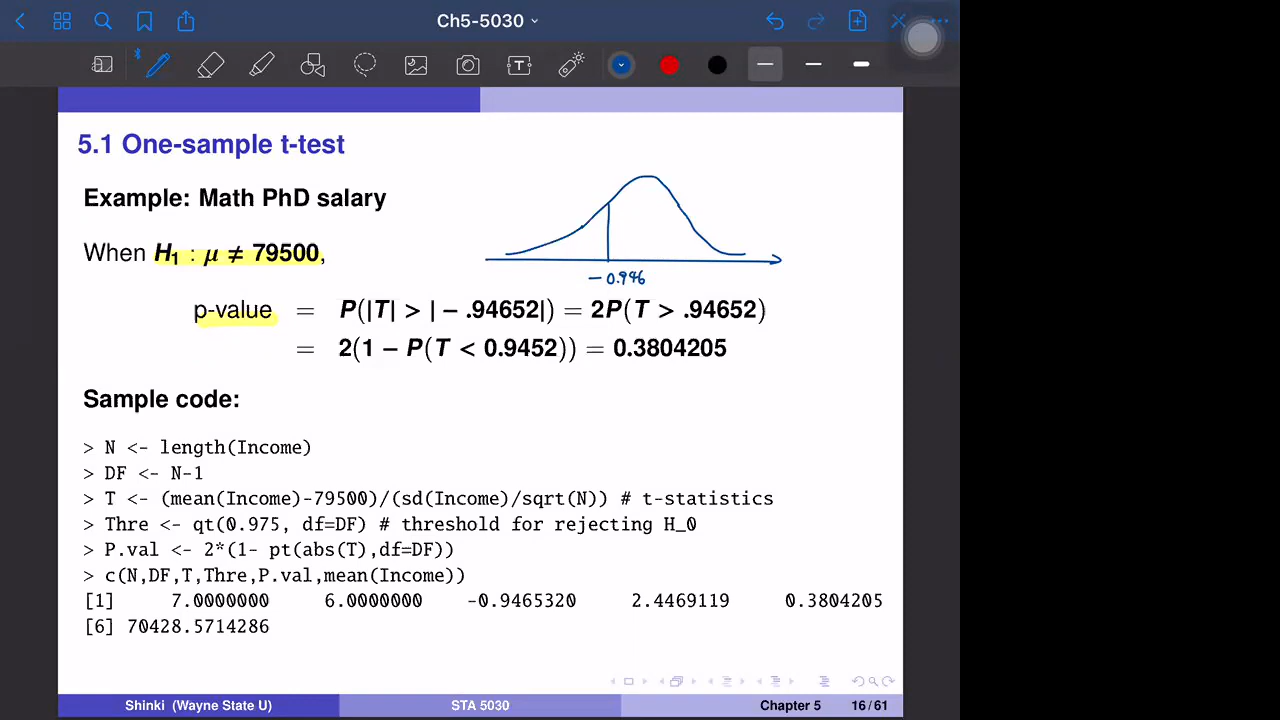 Ch5-5030
T
5.1 One-sample t-test
Example: Math PhD salary
When H₁ : μ ≠ 79500,
−0.946
p-value = P(|T| > | − .94652|) = 2P(T > .94652)
= 2(1 − P(T < 0.9452)) = 0.3804205
Sample code:
> N <- length(Income)
> DF <- N-1
> T <- (mean(Income)-79500)/(sd(Income)/sqrt(N)) # t-statistics
> Thre <- qt(0.975, df=DF) # threshold for rejecting H_0
> P.val <- 2*(1- pt(abs(T),df=DF))
> c(N,DF,T,Thre,P.val,mean(Income))
[1] 7.0000000 6.0000000 -0.9465320 2.4469119 0.3804205
[6] 70428.5714286
Shinki (Wayne State U) STA 5030 Chapter 5 16 / 61